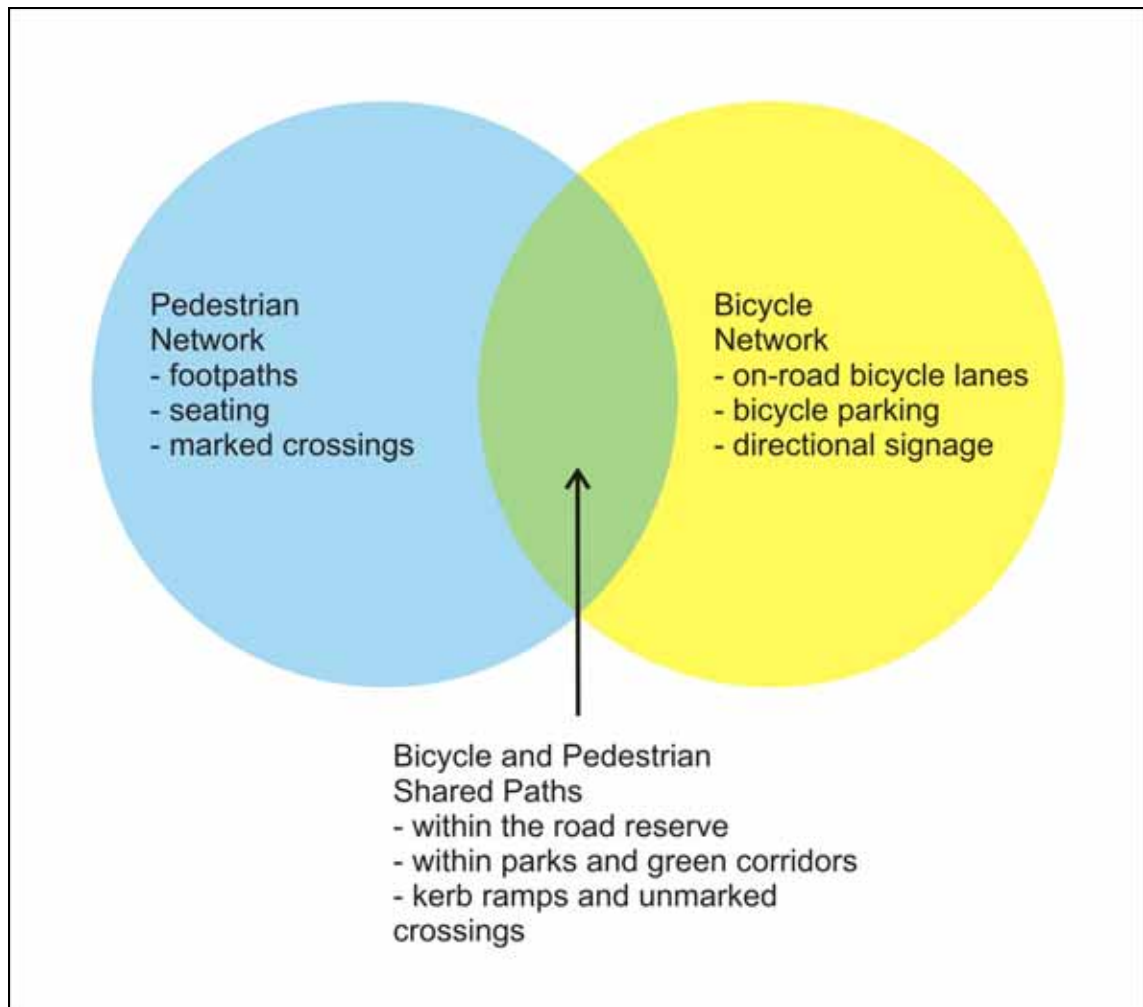 Pedestrian
Network
- footpaths
- seating
- marked crossings
Bicycle
Network
- on-road bicycle lanes
- bicycle parking
- directional signage
Bicycle and Pedestrian
Shared Paths
- within the road reserve
- within parks and green corridors
- kerb ramps and unmarked
crossings